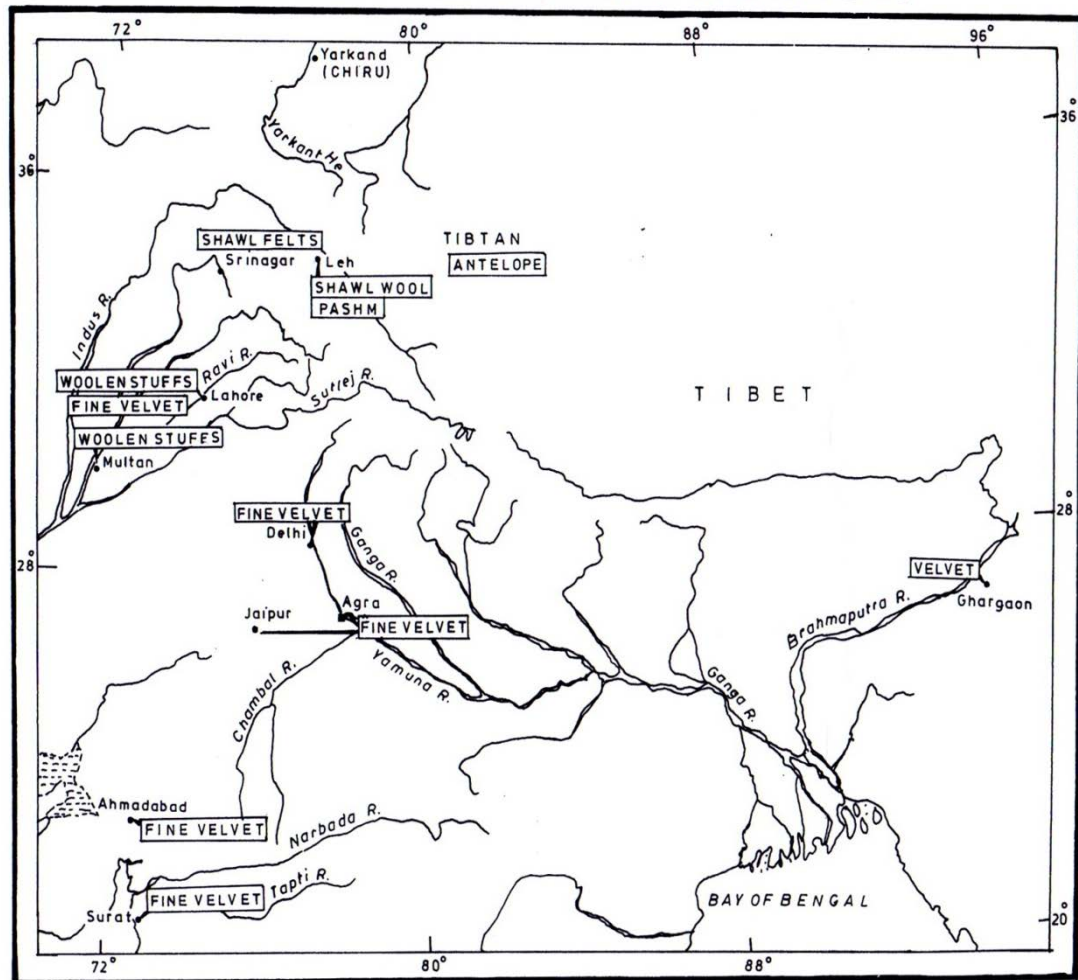 72° 80° 88° 96°
Yarkand
(CHIRU)
36°
Yarkant He
36°
SHAWL FELTS
TIBTAN
Srinagar
Leh
ANTELOPE
SHAWL WOOL
PASHM
Indus R.
Ravi R.
WOOLEN STUFFS
Lahore
Sutlej R.
FINE VELVET
TIBET
WOOLEN STUFFS
Multan
FINE VELVET
28°
Delhi
Ganga R.
28°
VELVET
Ghargaon
Brahmaputra R.
Agra
Jaipur
FINE VELVET
Yamuna R.
Chambal R.
Ganga R.
Ahmadabad
FINE VELVET
Narbada R.
FINE VELVET
Tapti R.
Surat
BAY OF BENGAL
20°
72° 80° 88°